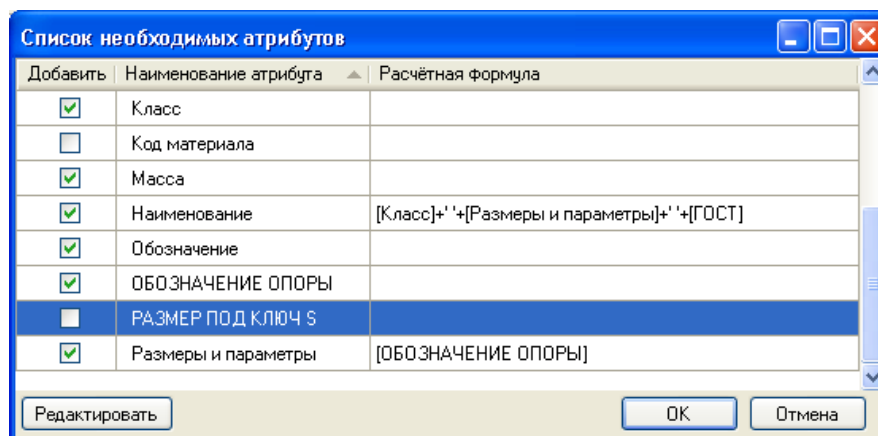 Список необходимых атрибутов
Добавить Наименование атрибута Расчётная формула
Класс
Код материала
Масса
Наименование [Класс]+' '+[Размеры и параметры]+' '+[ГОСТ]
Обозначение
ОБОЗНАЧЕНИЕ ОПОРЫ
РАЗМЕР ПОД КЛЮЧ S
Размеры и параметры [ОБОЗНАЧЕНИЕ ОПОРЫ]
Редактировать OK Отмена